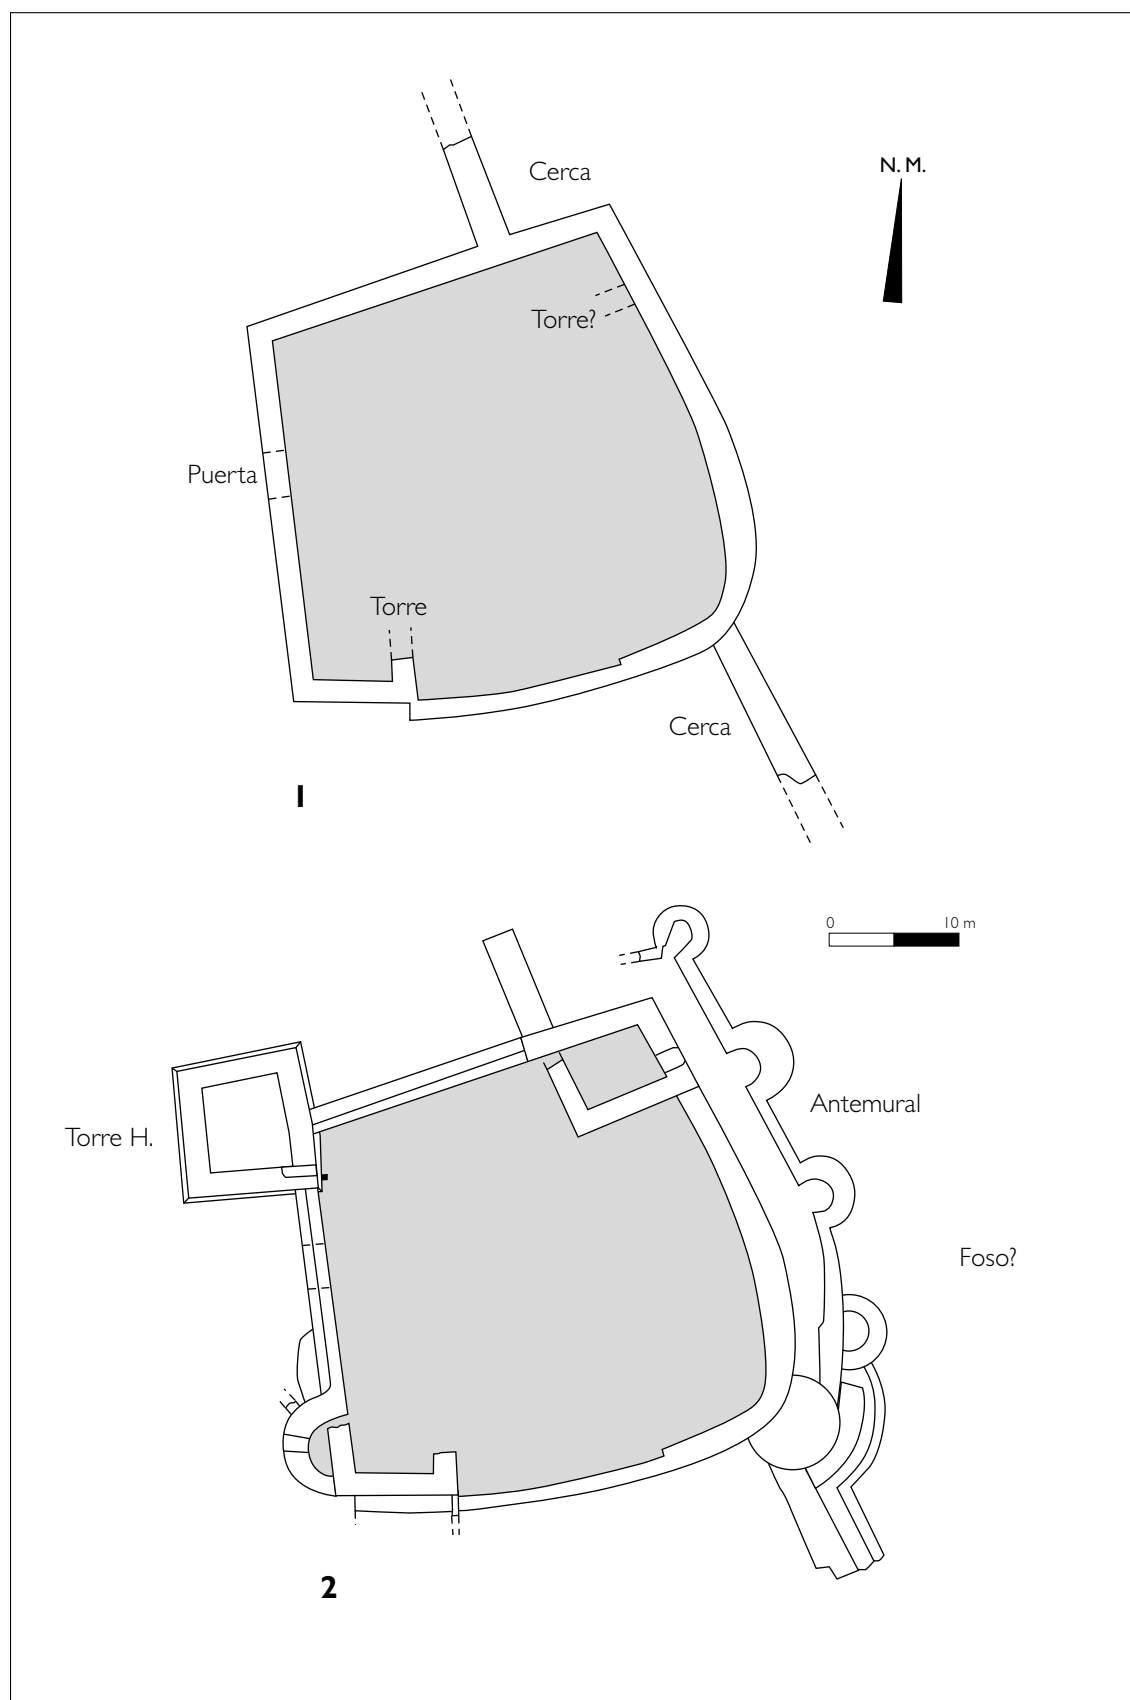 Cerca
N. M.
Torre?
Puerta
Torre
Cerca
1
0 10 m
Antemural
Torre H.
Foso?
2